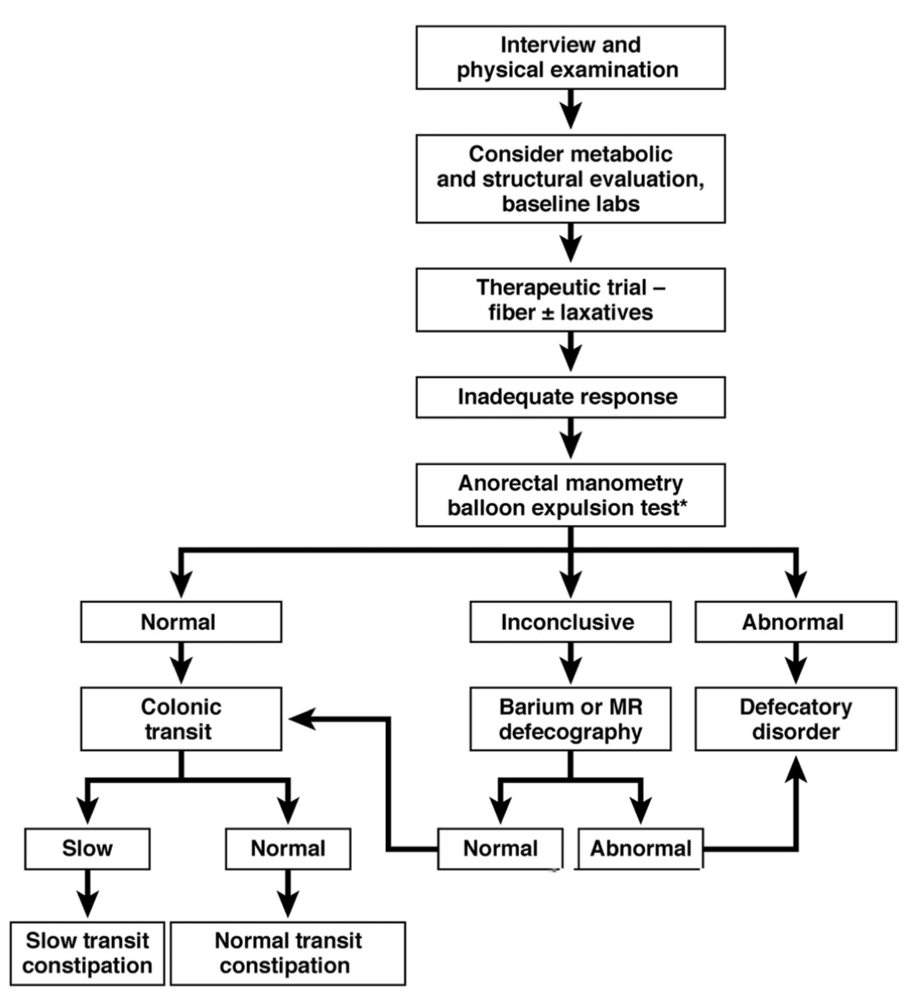 Interview and
physical examination
Consider metabolic
and structural evaluation,
baseline labs
Therapeutic trial –
fiber ± laxatives
Inadequate response
Anorectal manometry
balloon expulsion test*
Normal
Inconclusive
Abnormal
Colonic
transit
Barium or MR
defecography
Defecatory
disorder
Slow
Normal
Normal
Abnormal
Slow transit
constipation
Normal transit
constipation